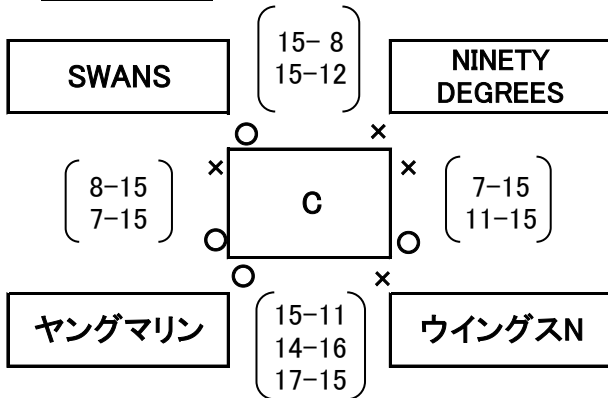 15- 8
15-12
SWANS
NINETY
DEGREES
○ ×
× ×
8-15
7-15
C
7-15
11-15
○ ○
○ ×
ヤングマリン
15-11
14-16
17-15
ウイングスN